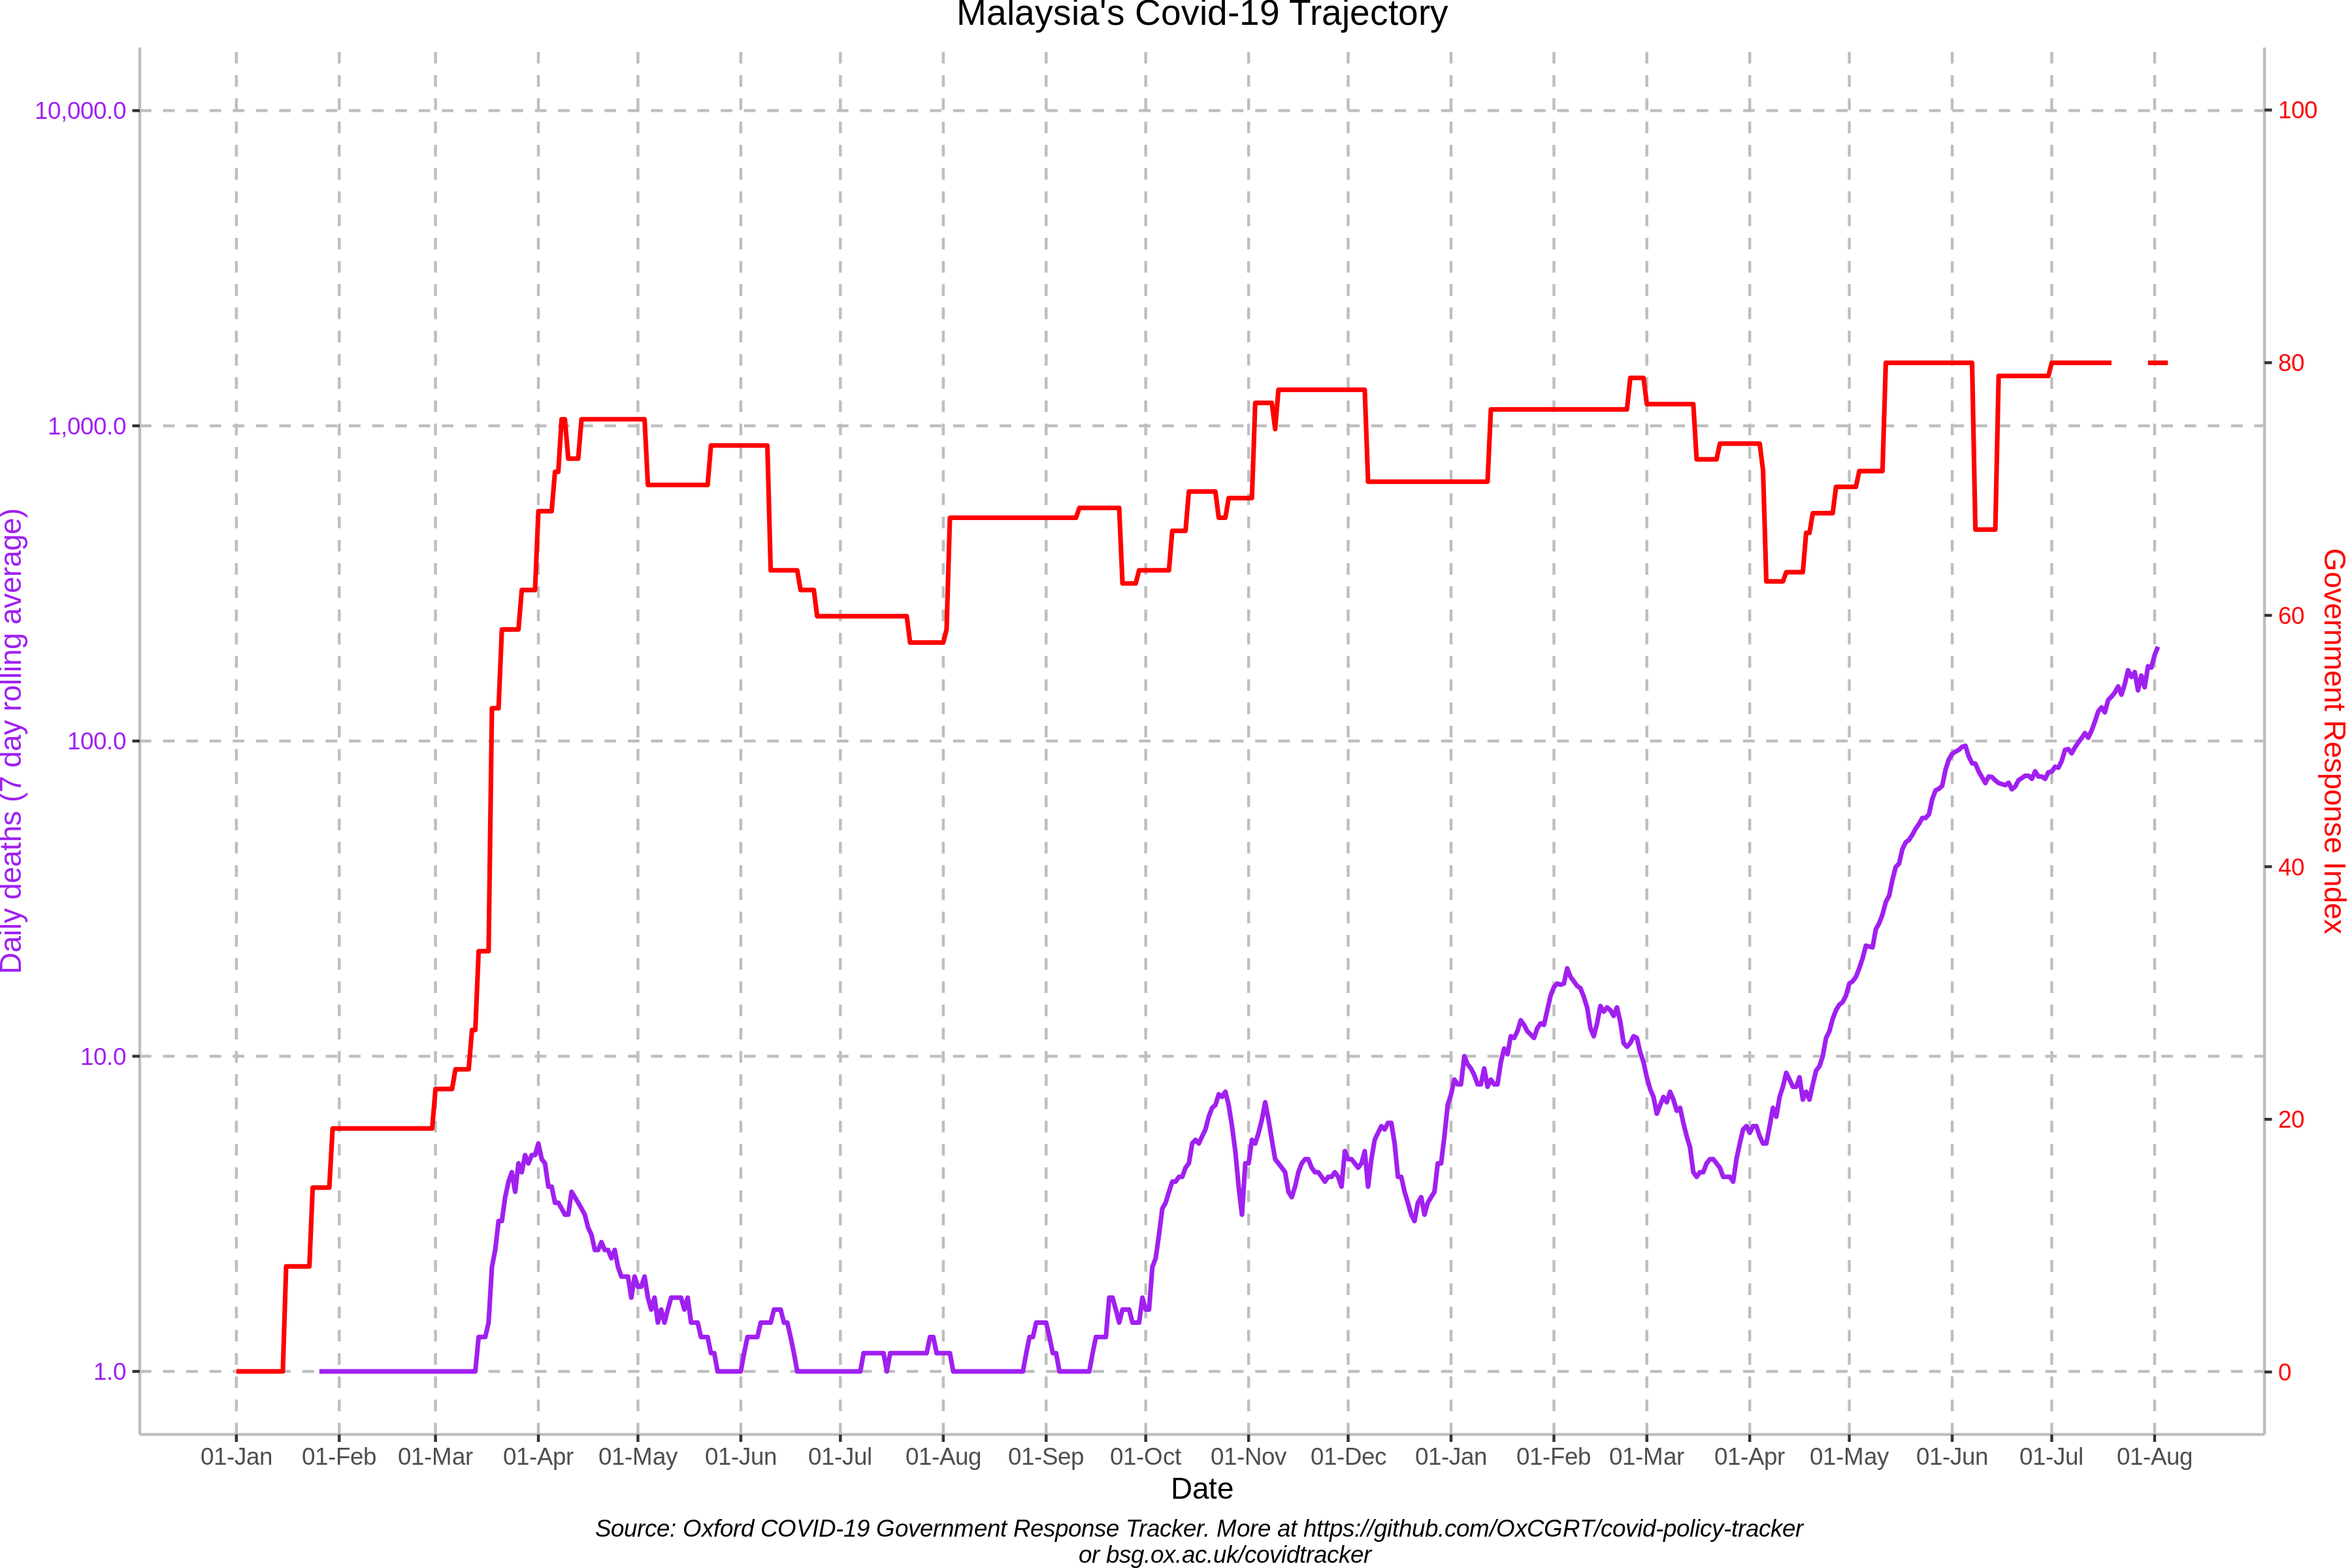 Malaysia's Covid-19 Trajectory
10,000.0
1,000.0
100.0
10.0
1.0
Daily deaths (7 day rolling average)
100
80
60
40
20
0
Government Response Index
01-Jan 01-Feb 01-Mar 01-Apr 01-May 01-Jun 01-Jul 01-Aug 01-Sep 01-Oct 01-Nov 01-Dec 01-Jan 01-Feb 01-Mar 01-Apr 01-May 01-Jun 01-Jul 01-Aug
Date
Source: Oxford COVID-19 Government Response Tracker. More at https://github.com/OxCGRT/covid-policy-tracker
or bsg.ox.ac.uk/covidtracker